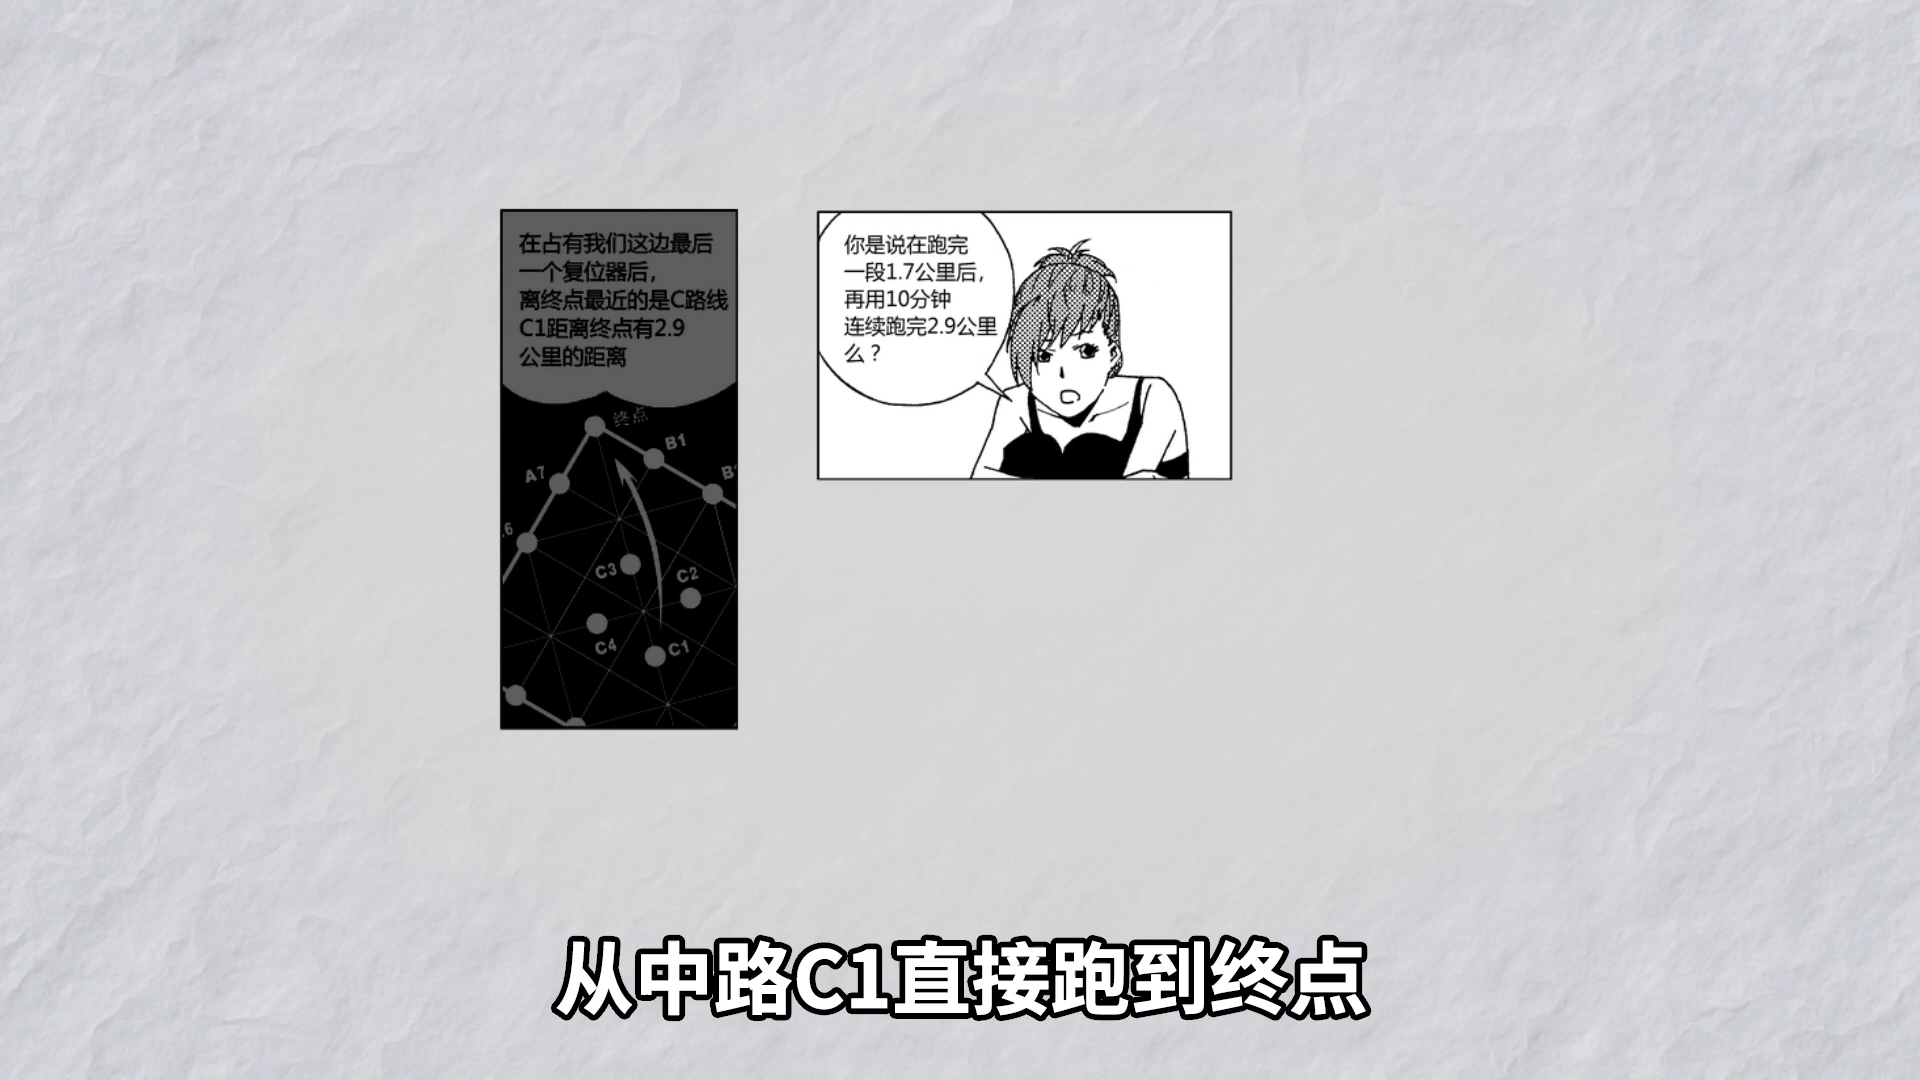 在占有我们这边最后
一个复位器后，
离终点最近的是C路线
C1距离终点有2.9
公里的距离
终点
B1
A7
B
.6
C3
C2
C4
C1
你是说在跑完
一段1.7公里后，
再用10分钟
连续跑完2.9公里
么？
从中路C1直接跑到终点